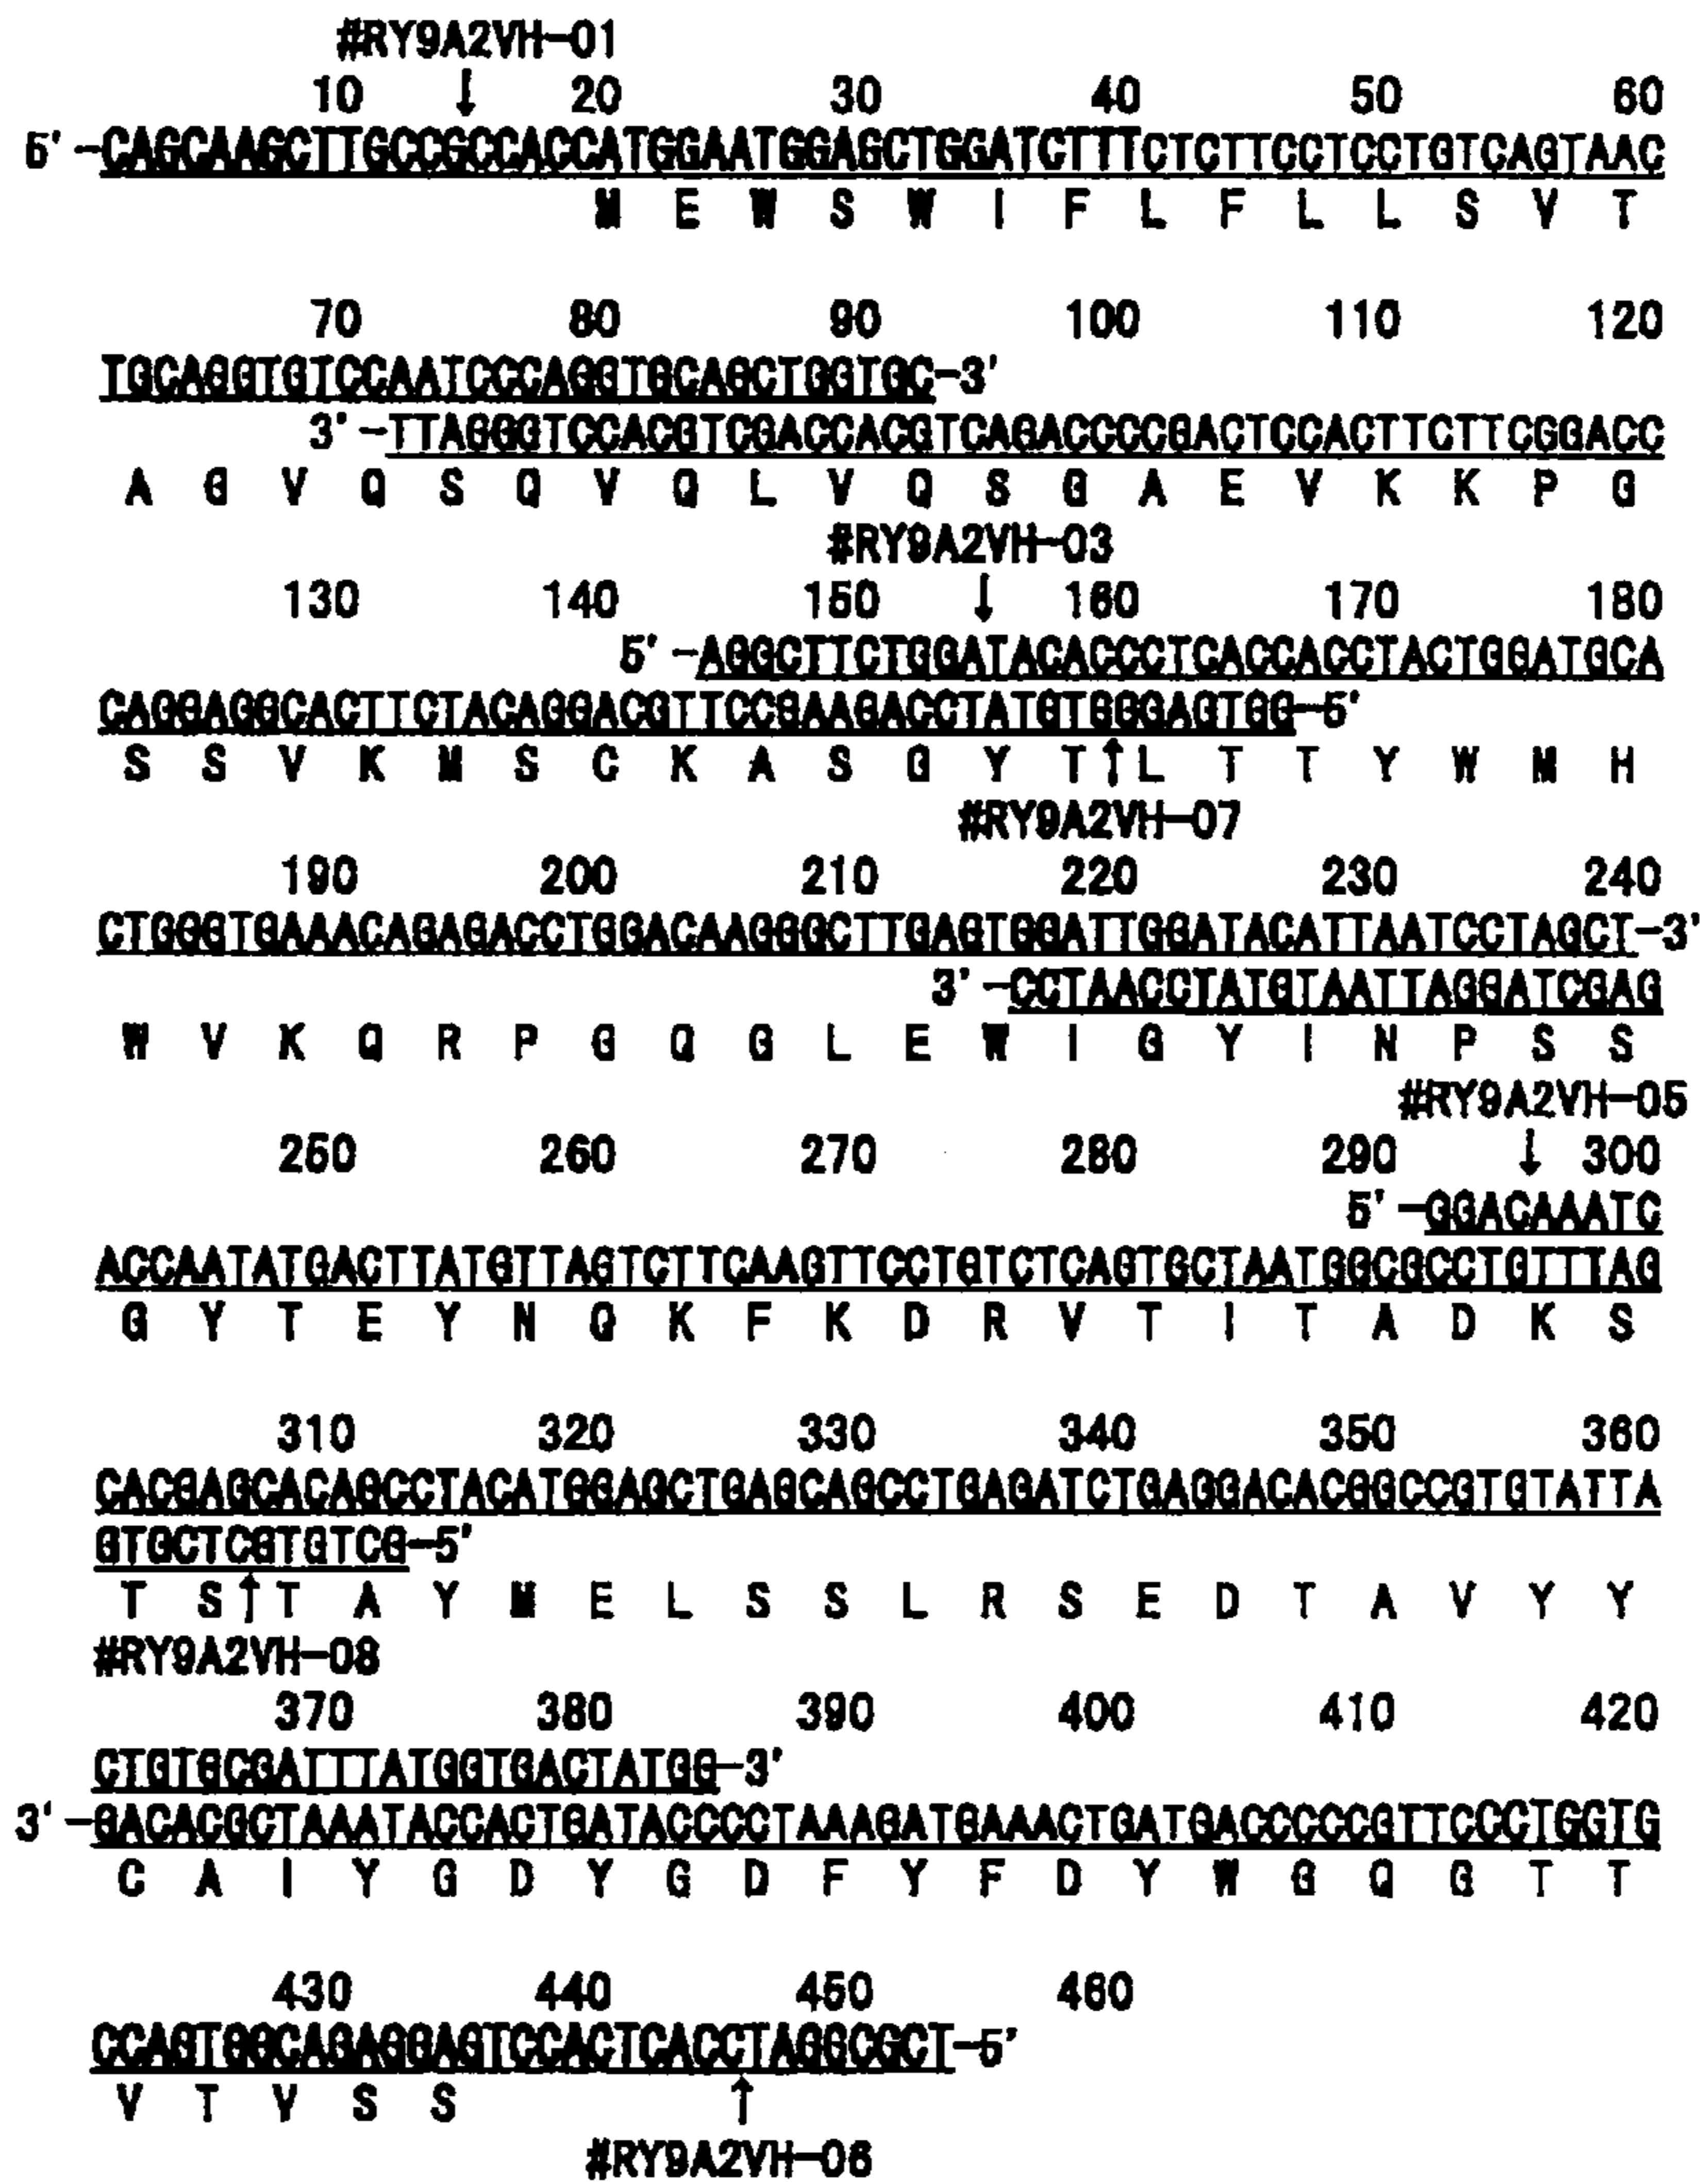 #RY9A2VH-01
10 ↓ 20 30 40 50 60
5'-CAGCAAGCTTGCCGCCACCATGGAATGGAGCTGGATCTTTCTCTTCCTCCTGTCAGTAAC
M E W S W I F L F L L S V T
70 80 90 100 110 120
TGCAGGTGTCCAATCCCAGGTGCAGCTGGTGC-3'
3'-TTAGGGTCCACGTCGACCACGTCAGACCCCGACTCCACTTCTTCGGACC
A G V Q S Q V Q L V Q S G A E V K K P G
#RY9A2VH-03
130 140 150 ↓ 160 170 180
5'-AGGCTTCTGGATACACCCTCACCACCTACTGGATGCA
CAGGAGGCACTTCTACAGGACGTTCCGAAGACCTATGTGGGAGTGG-5'
S S V K M S C K A S G Y T ↑ L T T Y W M H
#RY9A2VH-07
190 200 210 220 230 240
CTGGGTGAAACAGAGACCTGGACAAGGGCTTGAGTGGATTGGATACATTAATCCTAGCT-3'
3'-CCTAACCTATGTAATTAGGATCGAG
W V K Q R P G Q G L E W I G Y I N P S S
#RY9A2VH-05
250 260 270 280 290 ↓ 300
5'-GGACAAATC
ACCAATATGACTTATGTTAGTCTTCAAGTTCCTGTCTCAGTGCTAATGGCGCCTGTTTAG
G Y T E Y N Q K F K D R V T I T A D K S
310 320 330 340 350 360
CACGAGCACAGCCTACATGGAGCTGAGCAGCCTGAGATCTGAGGACACGGCCGTGTATTA
GTGCTCGTGTCG-5'
T S ↑ T A Y M E L S S L R S E D T A V Y Y
#RY9A2VH-08
370 380 390 400 410 420
CTGTGCGATTTATGGTGACTATGG-3'
3'-GACACGCTAAATACCACTGATACCCCTAAAGATGAAACTGATGACCCCCGTTCCCTGGTG
C A I Y G D Y G D F Y F D Y W G Q G T T
430 440 450 460
CCAGTGGCAGAGGAGTCCACTCACCTAGGCGCT-5'
V T V S S ↑
#RY9A2VH-06